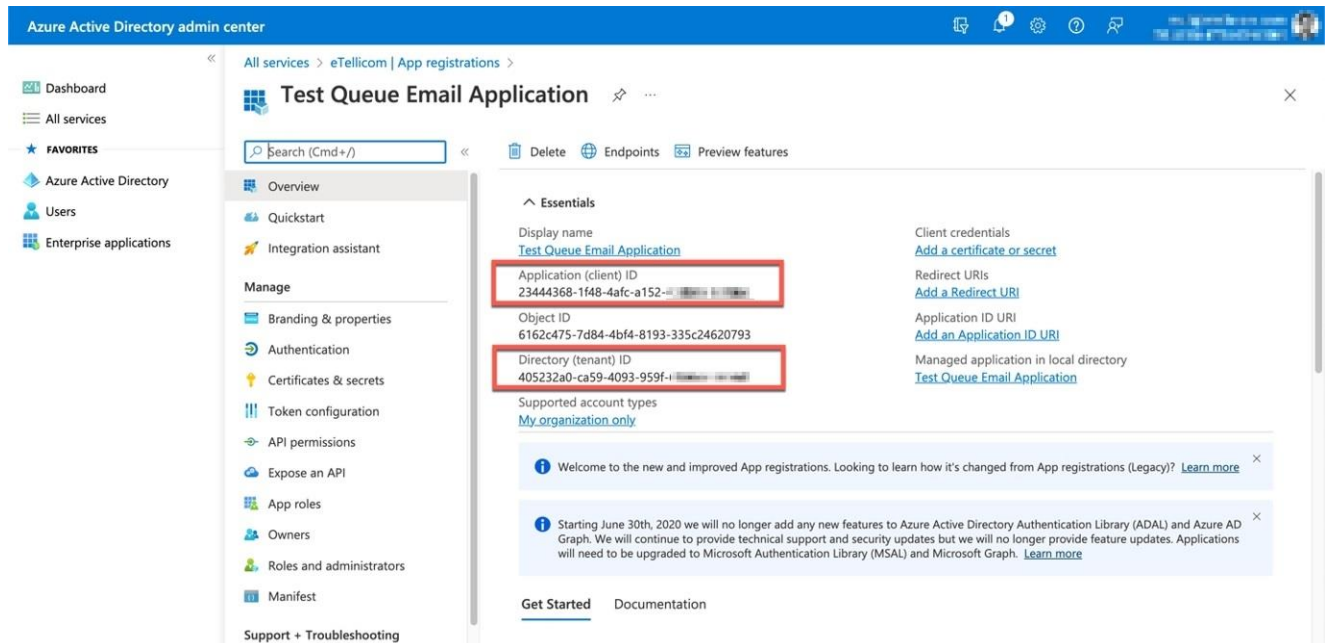 Azure Active Directory admin center
1
Dashboard
All services
FAVORITES
Azure Active Directory
Users
Enterprise applications
All services > eTellicom | App registrations >
Test Queue Email Application
Search (Cmd+/)
Overview
Quickstart
Integration assistant
Manage
Branding & properties
Authentication
Certificates & secrets
Token configuration
API permissions
Expose an API
App roles
Owners
Roles and administrators
Manifest
Support + Troubleshooting
Delete Endpoints Preview features
Essentials
Display name
Test Queue Email Application
Application (client) ID
23444368-1f48-4afc-a152-
Object ID
6162c475-7d84-4bf4-8193-335c24620793
Directory (tenant) ID
405232a0-ca59-4093-959f-
Supported account types
My organization only
Client credentials
Add a certificate or secret
Redirect URIs
Add a Redirect URI
Application ID URI
Add an Application ID URI
Managed application in local directory
Test Queue Email Application
Welcome to the new and improved App registrations. Looking to learn how it's changed from App registrations (Legacy)? Learn more
Starting June 30th, 2020 we will no longer add any new features to Azure Active Directory Authentication Library (ADAL) and Azure AD
Graph. We will continue to provide technical support and security updates but we will no longer provide feature updates. Applications
will need to be upgraded to Microsoft Authentication Library (MSAL) and Microsoft Graph. Learn more
Get Started Documentation